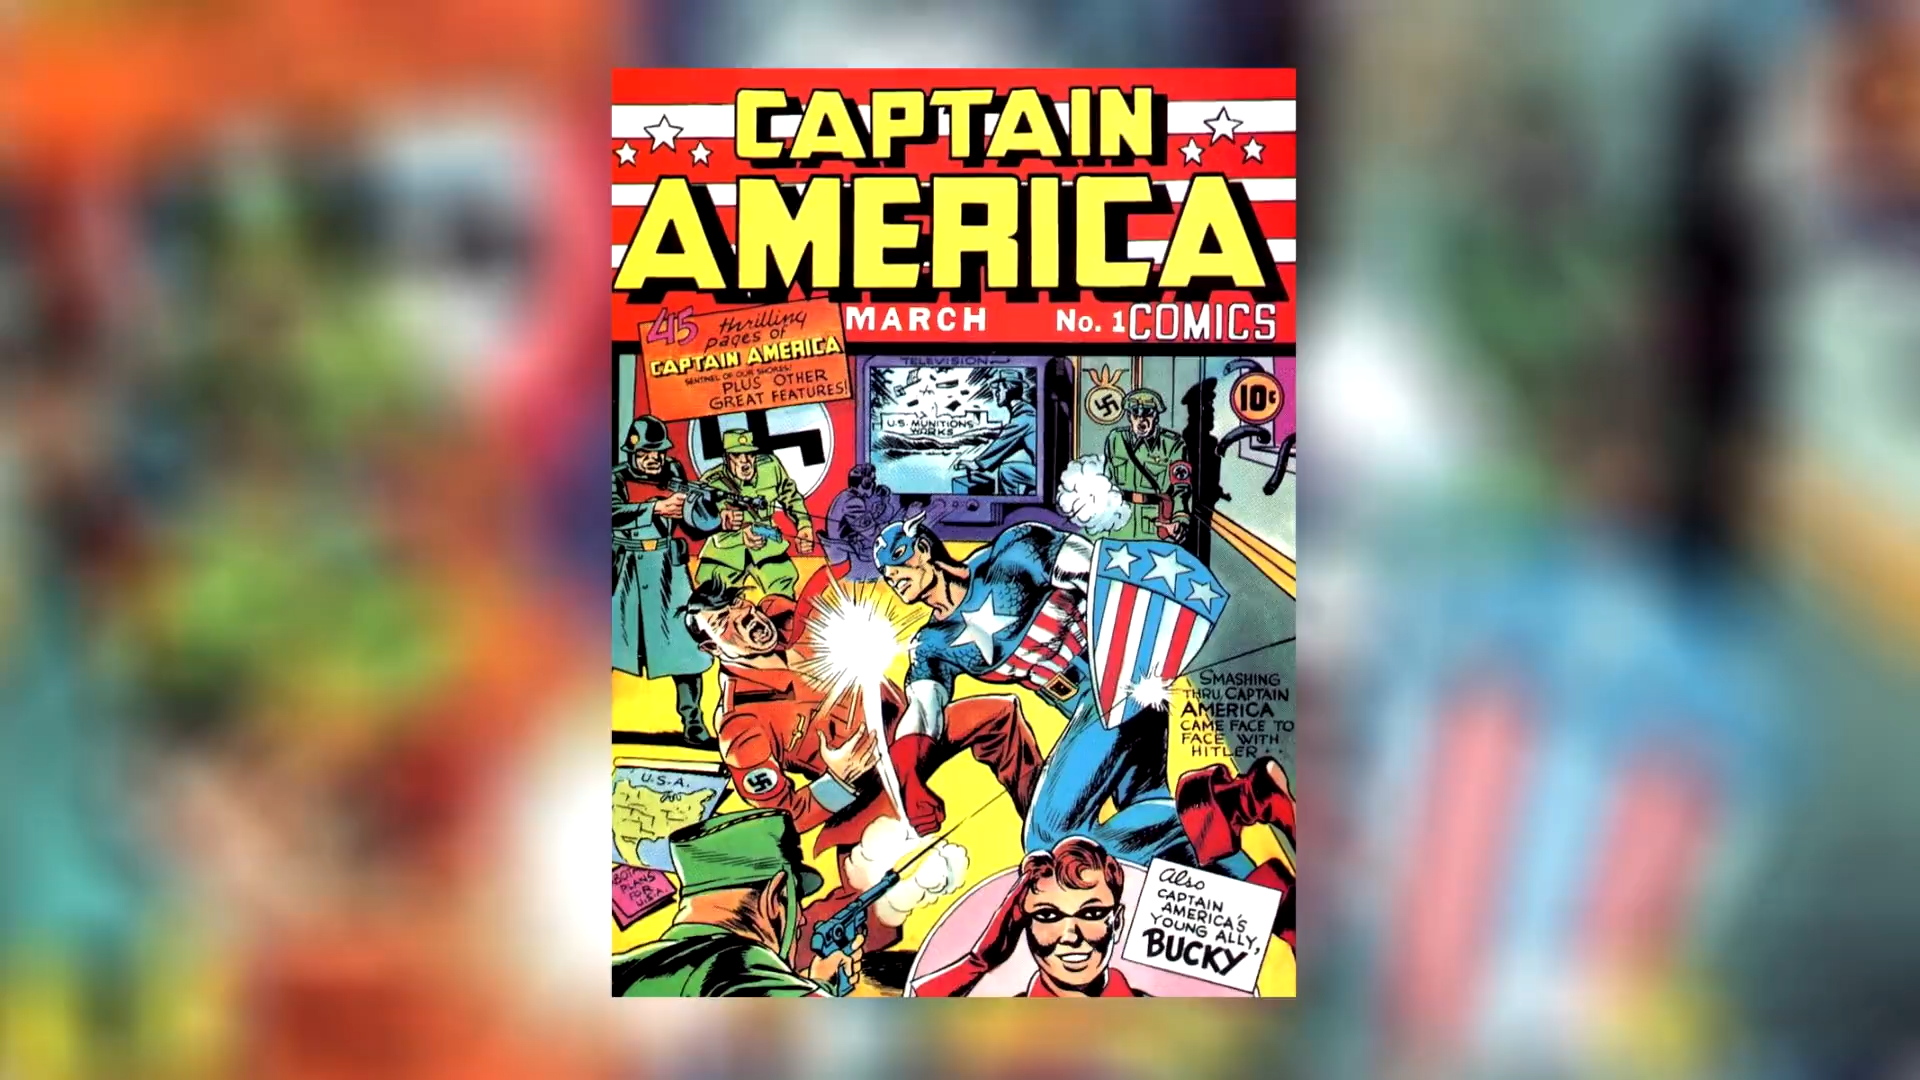 CAPTAIN
AMERICA
MARCH No. 1 COMICS
45 thrilling
pages of
CAPTAIN AMERICA
SENTINEL OF OUR SHORES!
PLUS OTHER
GREAT FEATURES!
TELEVISION
U.S. MUNITIONS
WORKS
10¢
SMASHING
THRU, CAPTAIN
AMERICA
CAME FACE TO
FACE WITH
HITLER··
U.S.A.
PLANS
FOR
U.S.A.
Also
CAPTAIN
AMERICA'S
YOUNG ALLY,
BUCKY